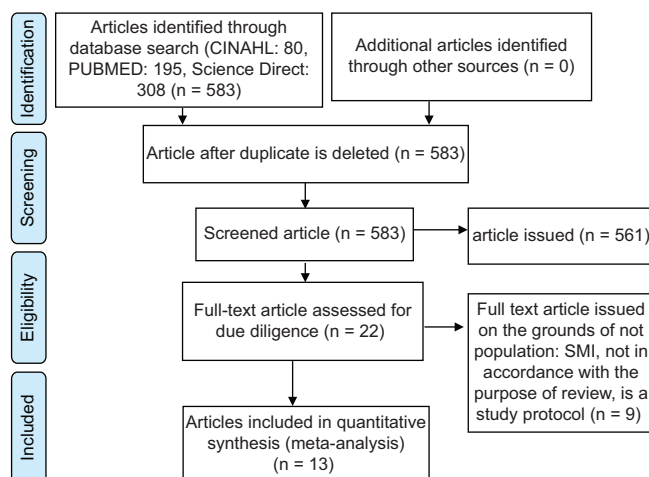 Identification
Articles identified through
database search (CINAHL: 80,
PUBMED: 195, Science Direct:
308 (n = 583)
Additional articles identified
through other sources (n = 0)
Screening
Article after duplicate is deleted (n = 583)
Screened article (n = 583)
article issued (n = 561)
Eligibility
Full-text article assessed for
due diligence (n = 22)
Full text article issued
on the grounds of not
population: SMI, not in
accordance with the
purpose of review, is a
study protocol (n = 9)
Included
Articles included in quantitative
synthesis (meta-analysis)
(n = 13)